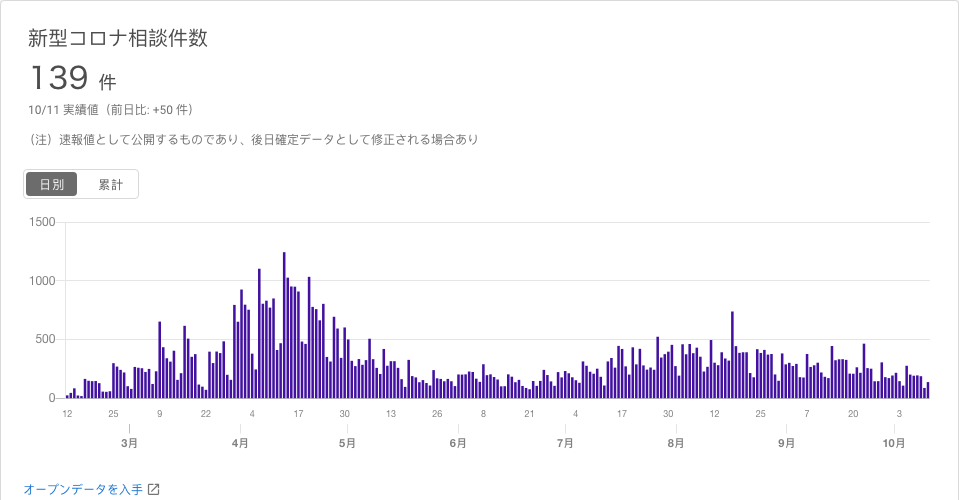 新型コロナ相談件数
139 件
10/11 実績値（前日比: +50 件）
（注）速報値として公開するものであり、後日確定データとして修正される場合あり
日別 累計
1500
1000
500
0
12 25 9 22 4 17 30 13 26 8 21 4 17 30 12 25 7 20 3
3月 4月 5月 6月 7月 8月 9月 10月
オープンデータを入手